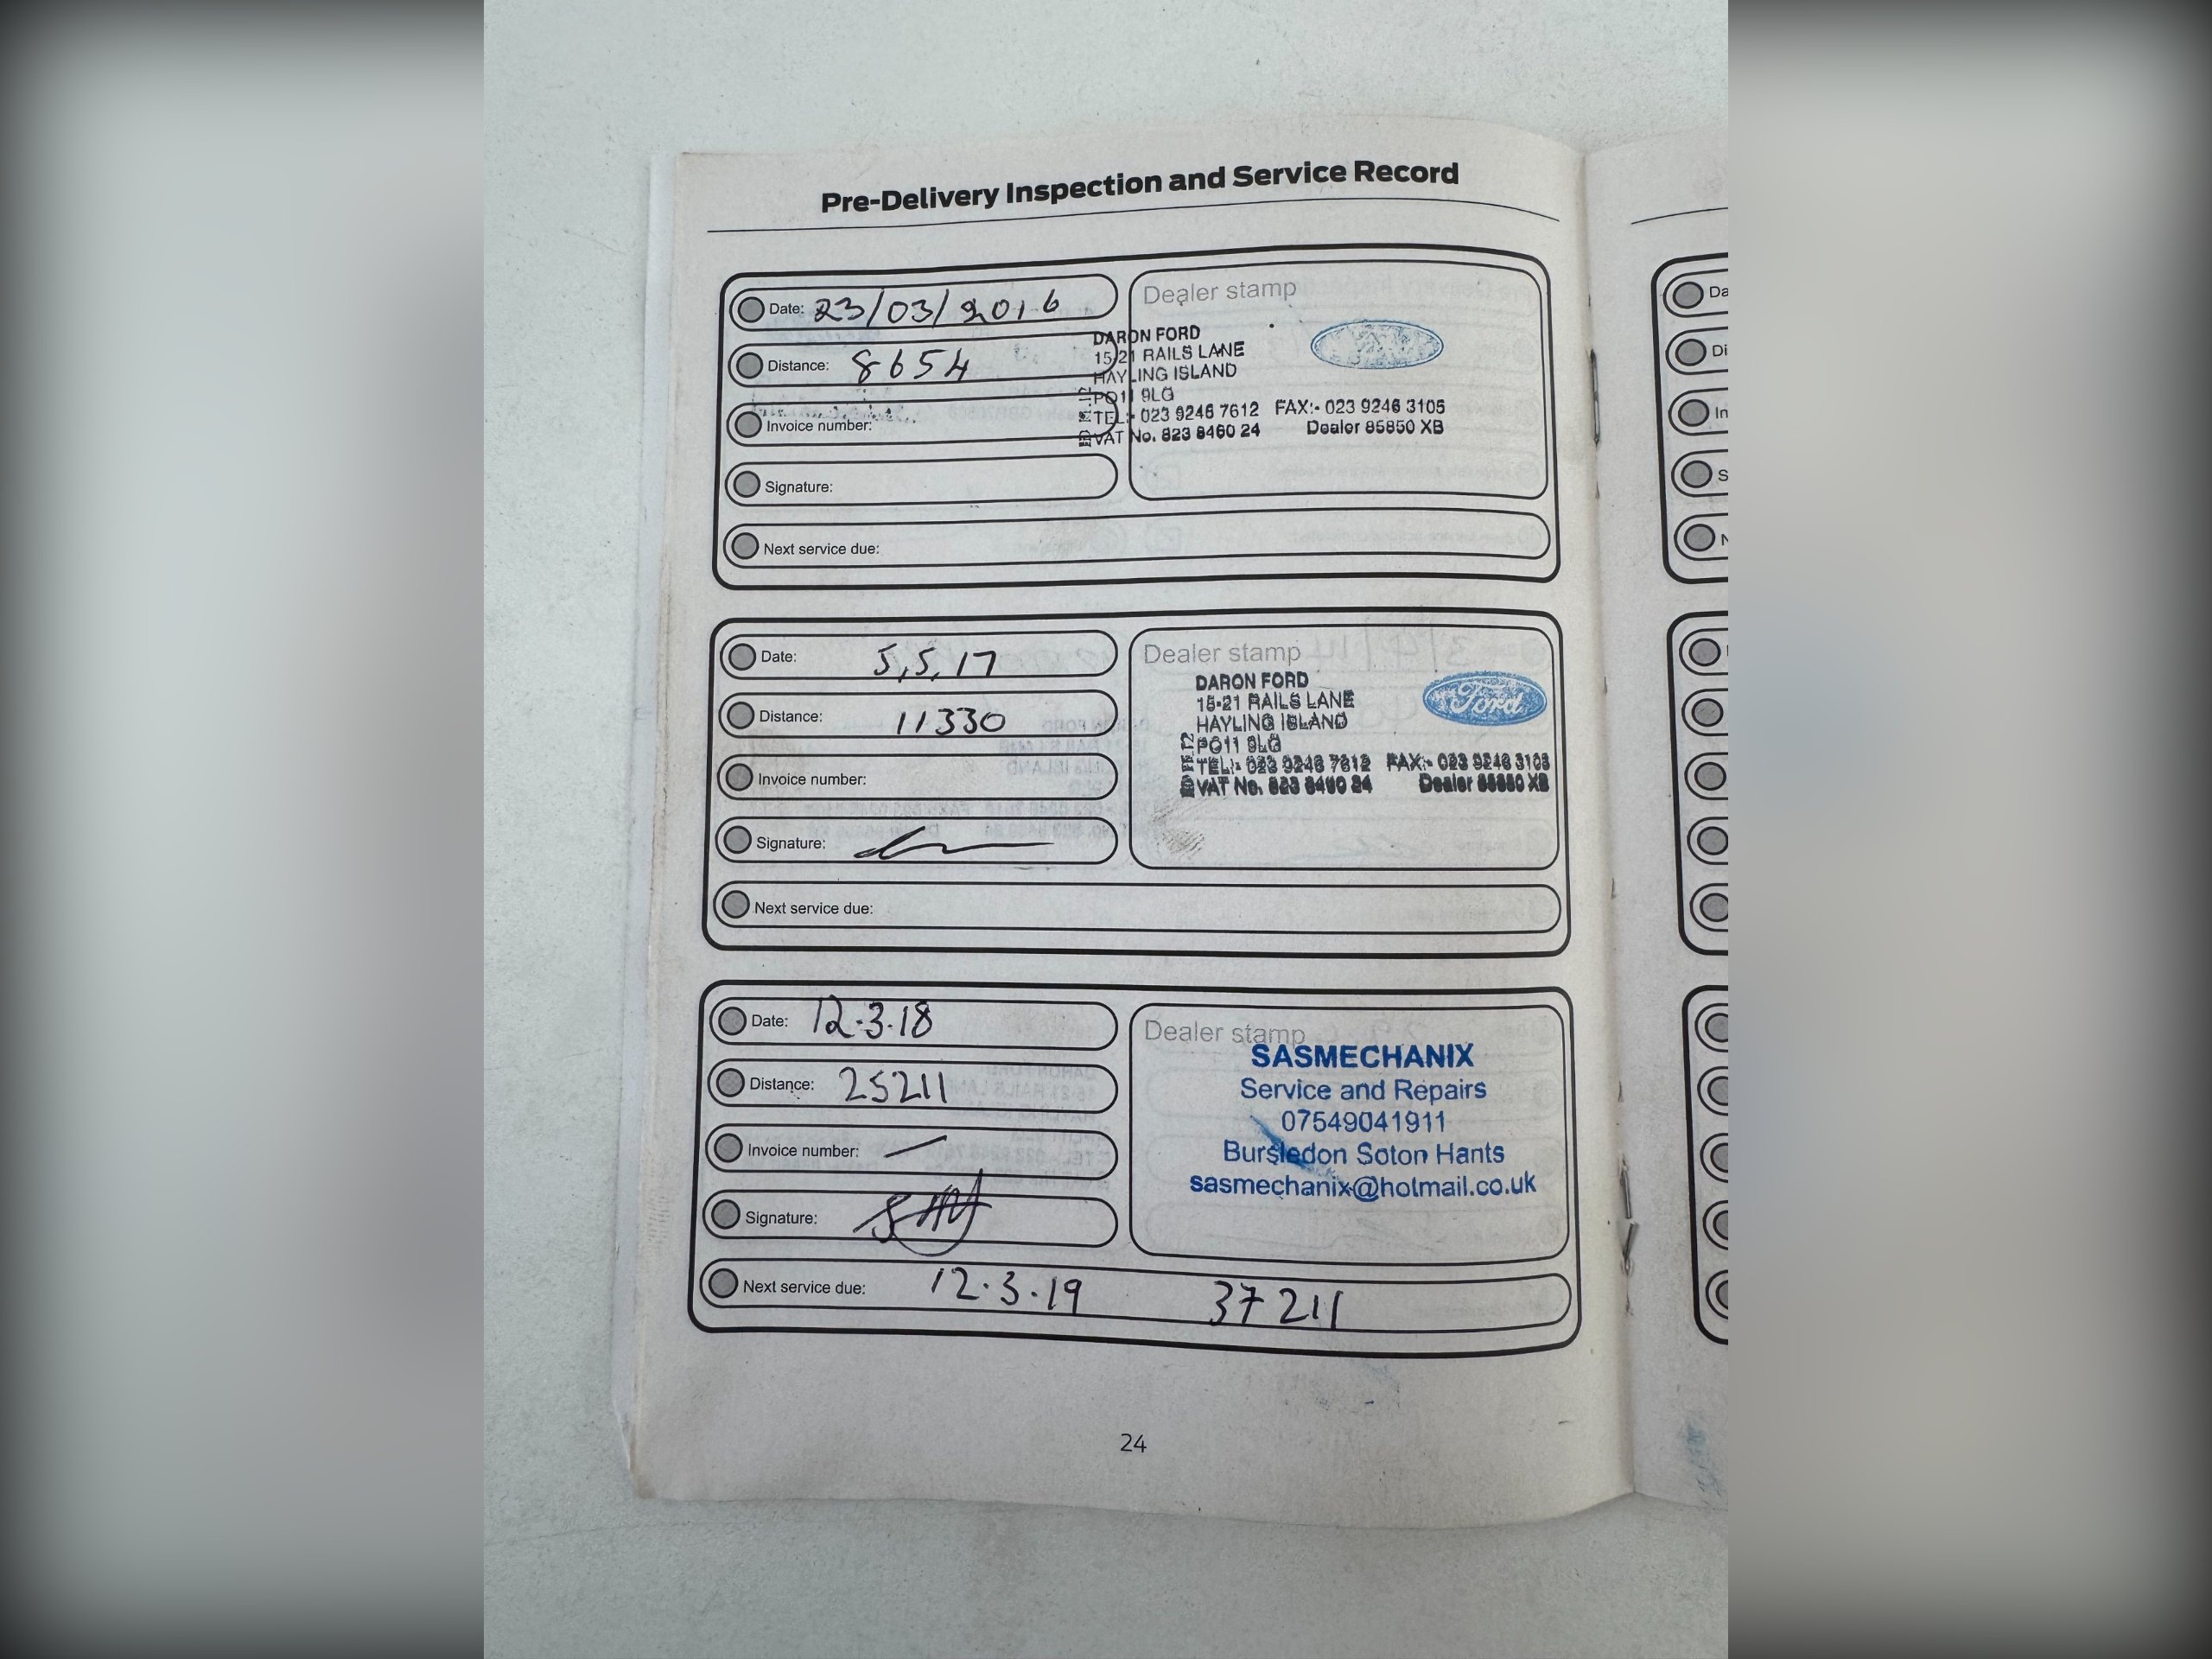 Pre-Delivery Inspection and Service Record
Date: 23/03/2016
Distance: 8654
Invoice number:
Signature:
Next service due:
Dealer stamp
DARON FORD
15-21 RAILS LANE
HAYLING ISLAND
PO11 9LG
TEL:- 023 9246 7612 FAX:- 023 9246 3105
VAT No. 823 8460 24 Dealer 85850 XB
Date: 5,5,17
Distance: 11330
Invoice number:
Signature:
Next service due:
Dealer stamp
DARON FORD
15-21 RAILS LANE
HAYLING ISLAND
PO11 9LG
TEL:- 023 9246 7612 FAX:- 023 9246 3105
VAT No. 823 8460 24 Dealer 85850 XB
Ford
Date: 12.3.18
Distance: 25211
Invoice number: —
Signature:
Next service due: 12.3.19 37211
Dealer stamp
SASMECHANIX
Service and Repairs
07549041911
Bursledon Soton Hants
sasmechanix@hotmail.co.uk
24
Da
Di
In
S
N